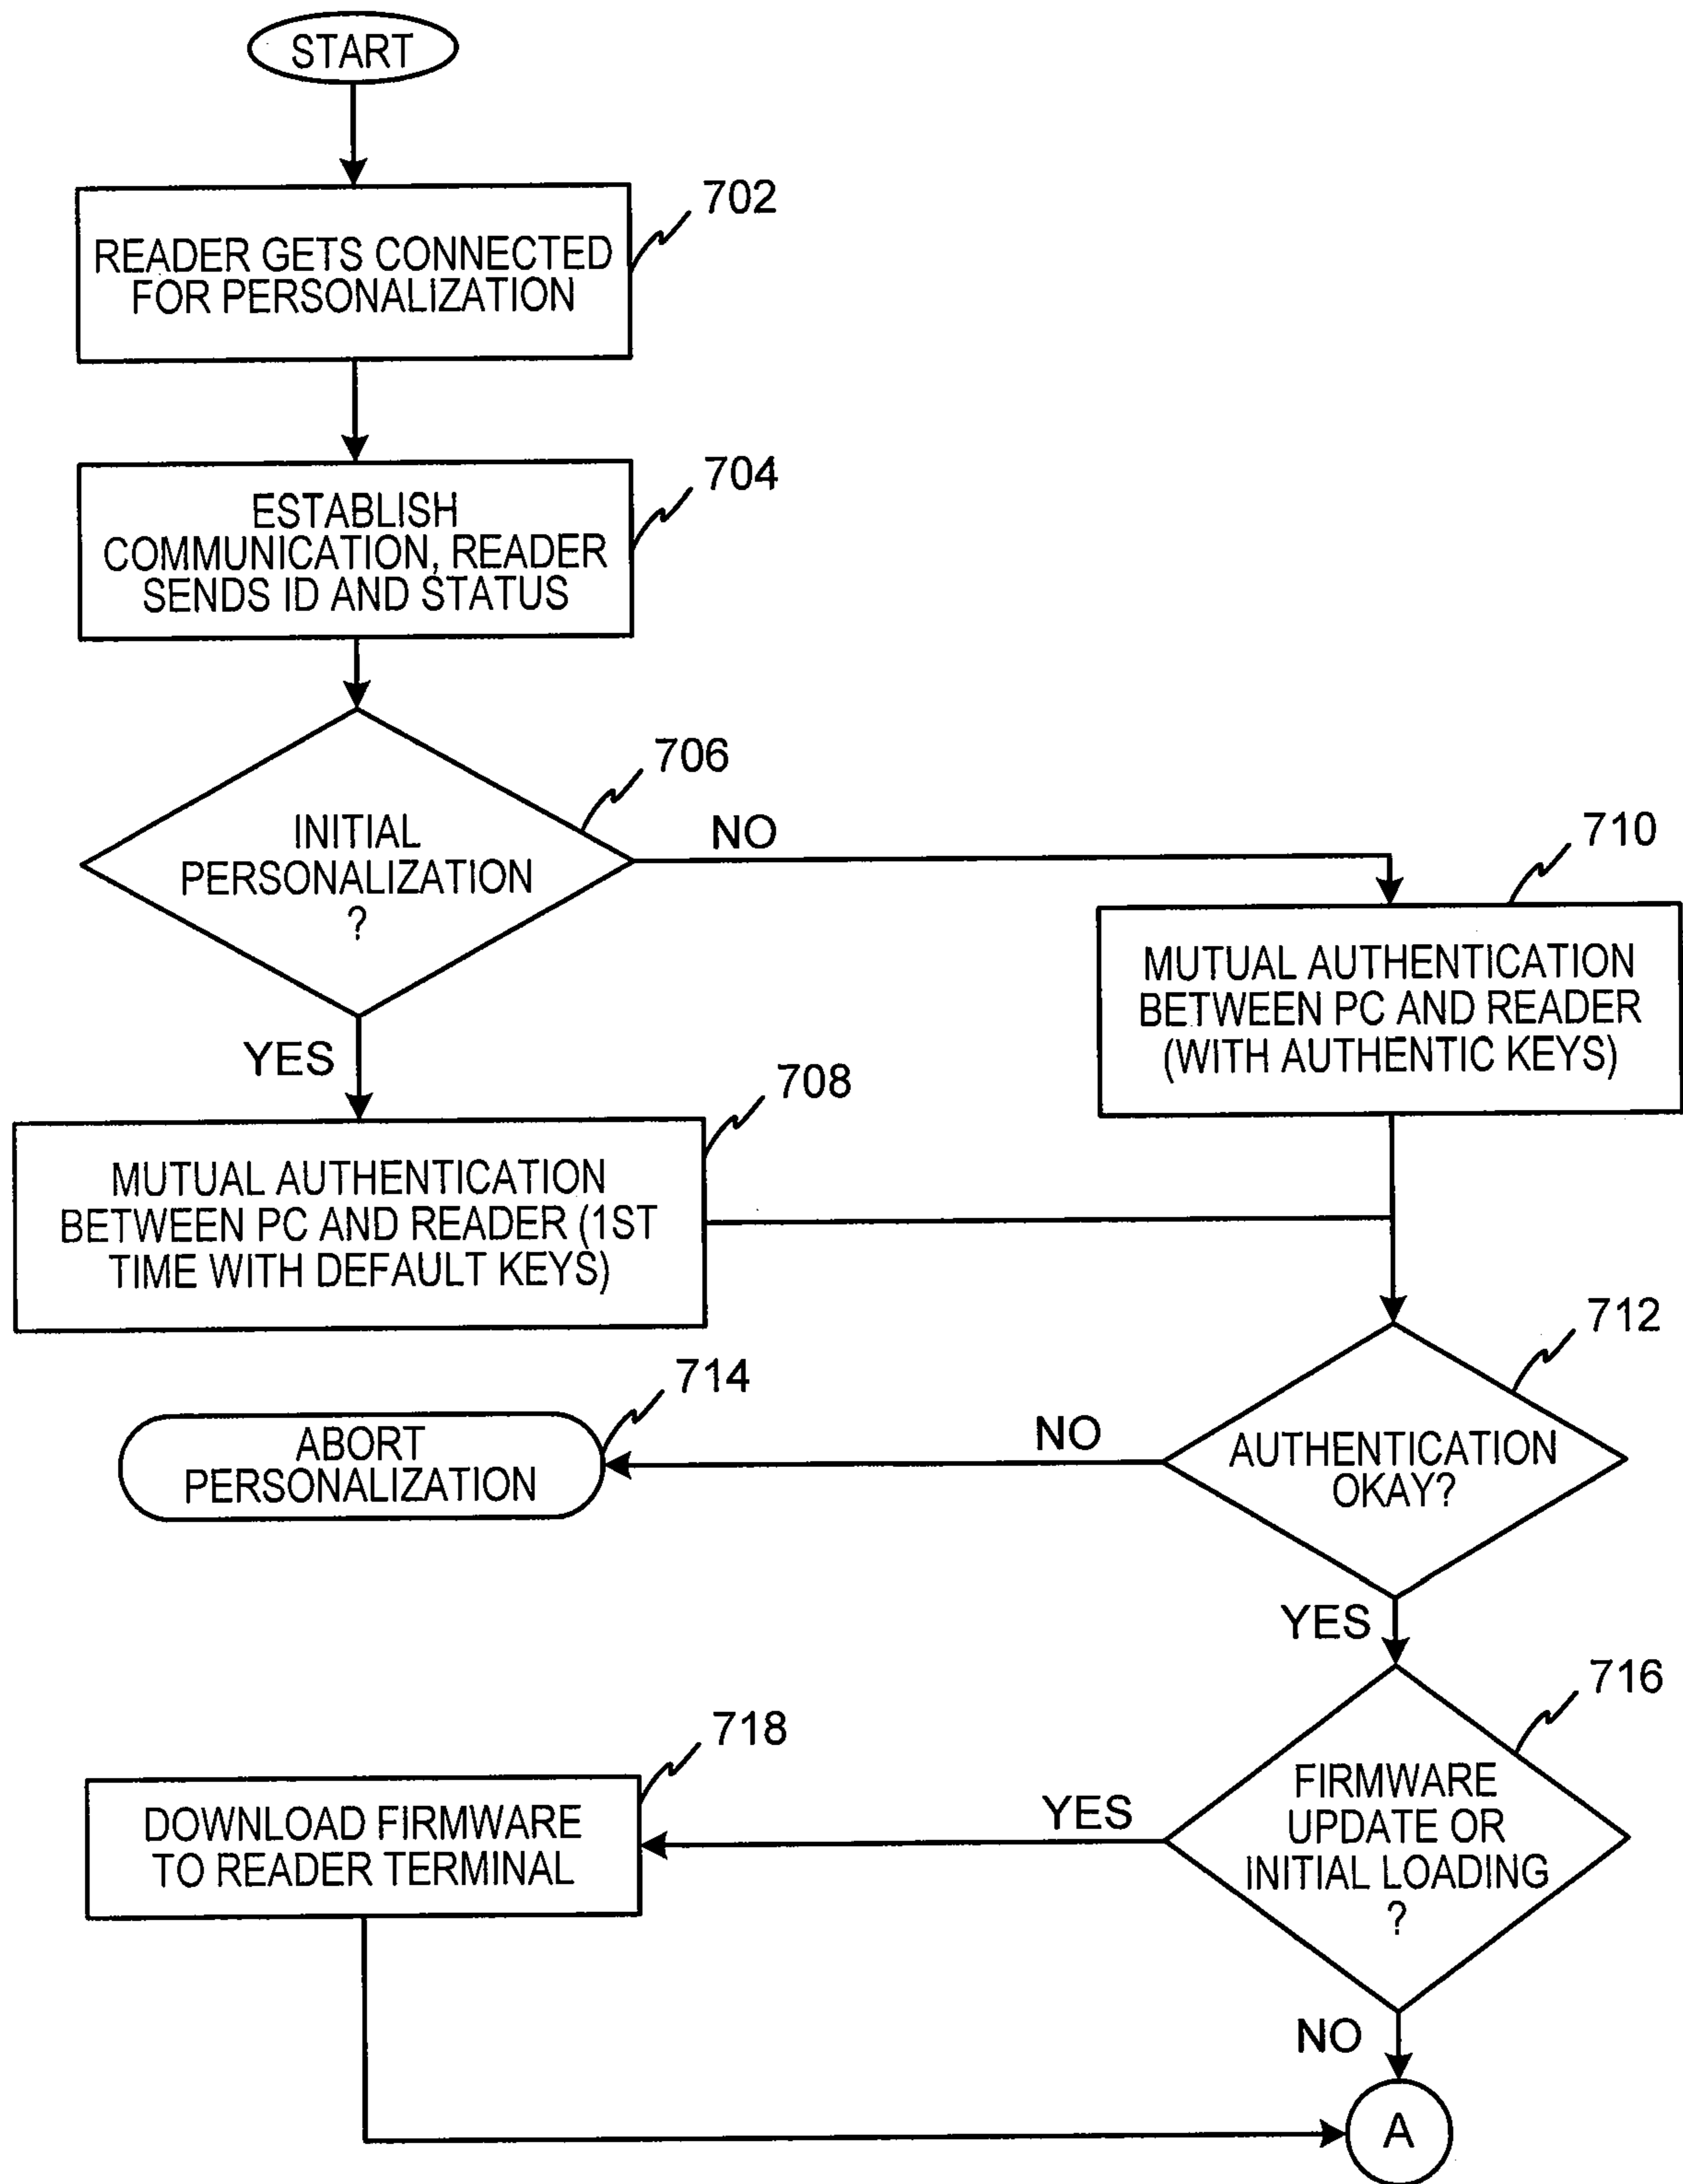 START
702
READER GETS CONNECTED
FOR PERSONALIZATION
704
ESTABLISH
COMMUNICATION, READER
SENDS ID AND STATUS
706
INITIAL
PERSONALIZATION
?
NO
YES
710
MUTUAL AUTHENTICATION
BETWEEN PC AND READER
(WITH AUTHENTIC KEYS)
708
MUTUAL AUTHENTICATION
BETWEEN PC AND READER (1ST
TIME WITH DEFAULT KEYS)
712
AUTHENTICATION
OKAY?
NO
714
ABORT
PERSONALIZATION
YES
716
FIRMWARE
UPDATE OR
INITIAL LOADING
?
YES
718
DOWNLOAD FIRMWARE
TO READER TERMINAL
NO
A